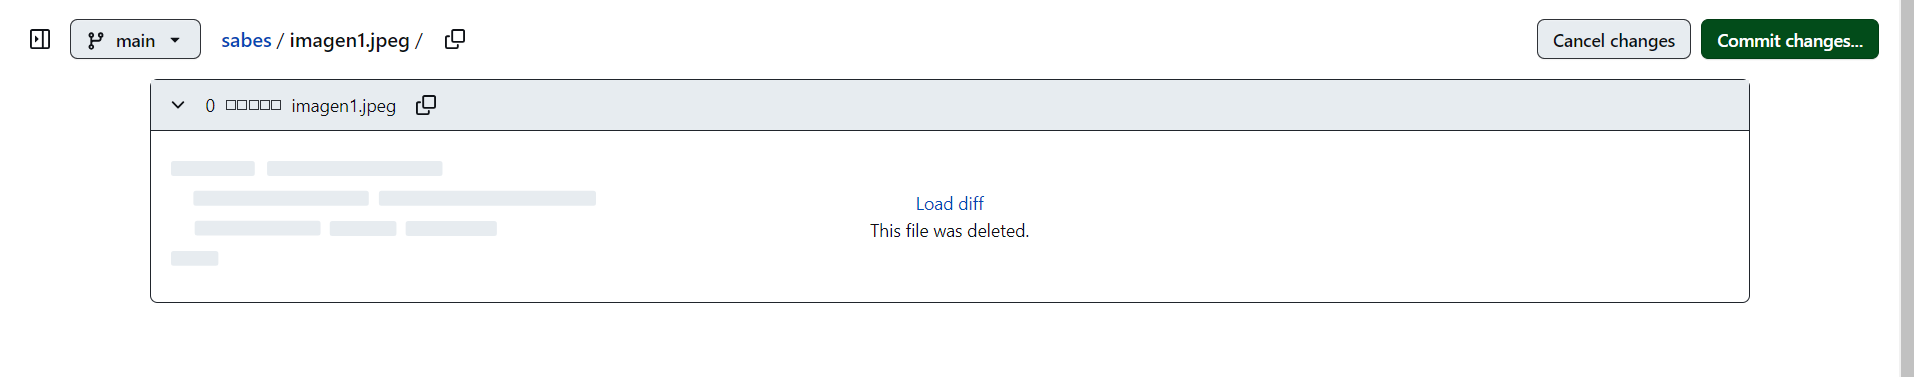 main sabes / imagen1.jpeg / Cancel changes Commit changes...
0 imagen1.jpeg
Load diff
This file was deleted.